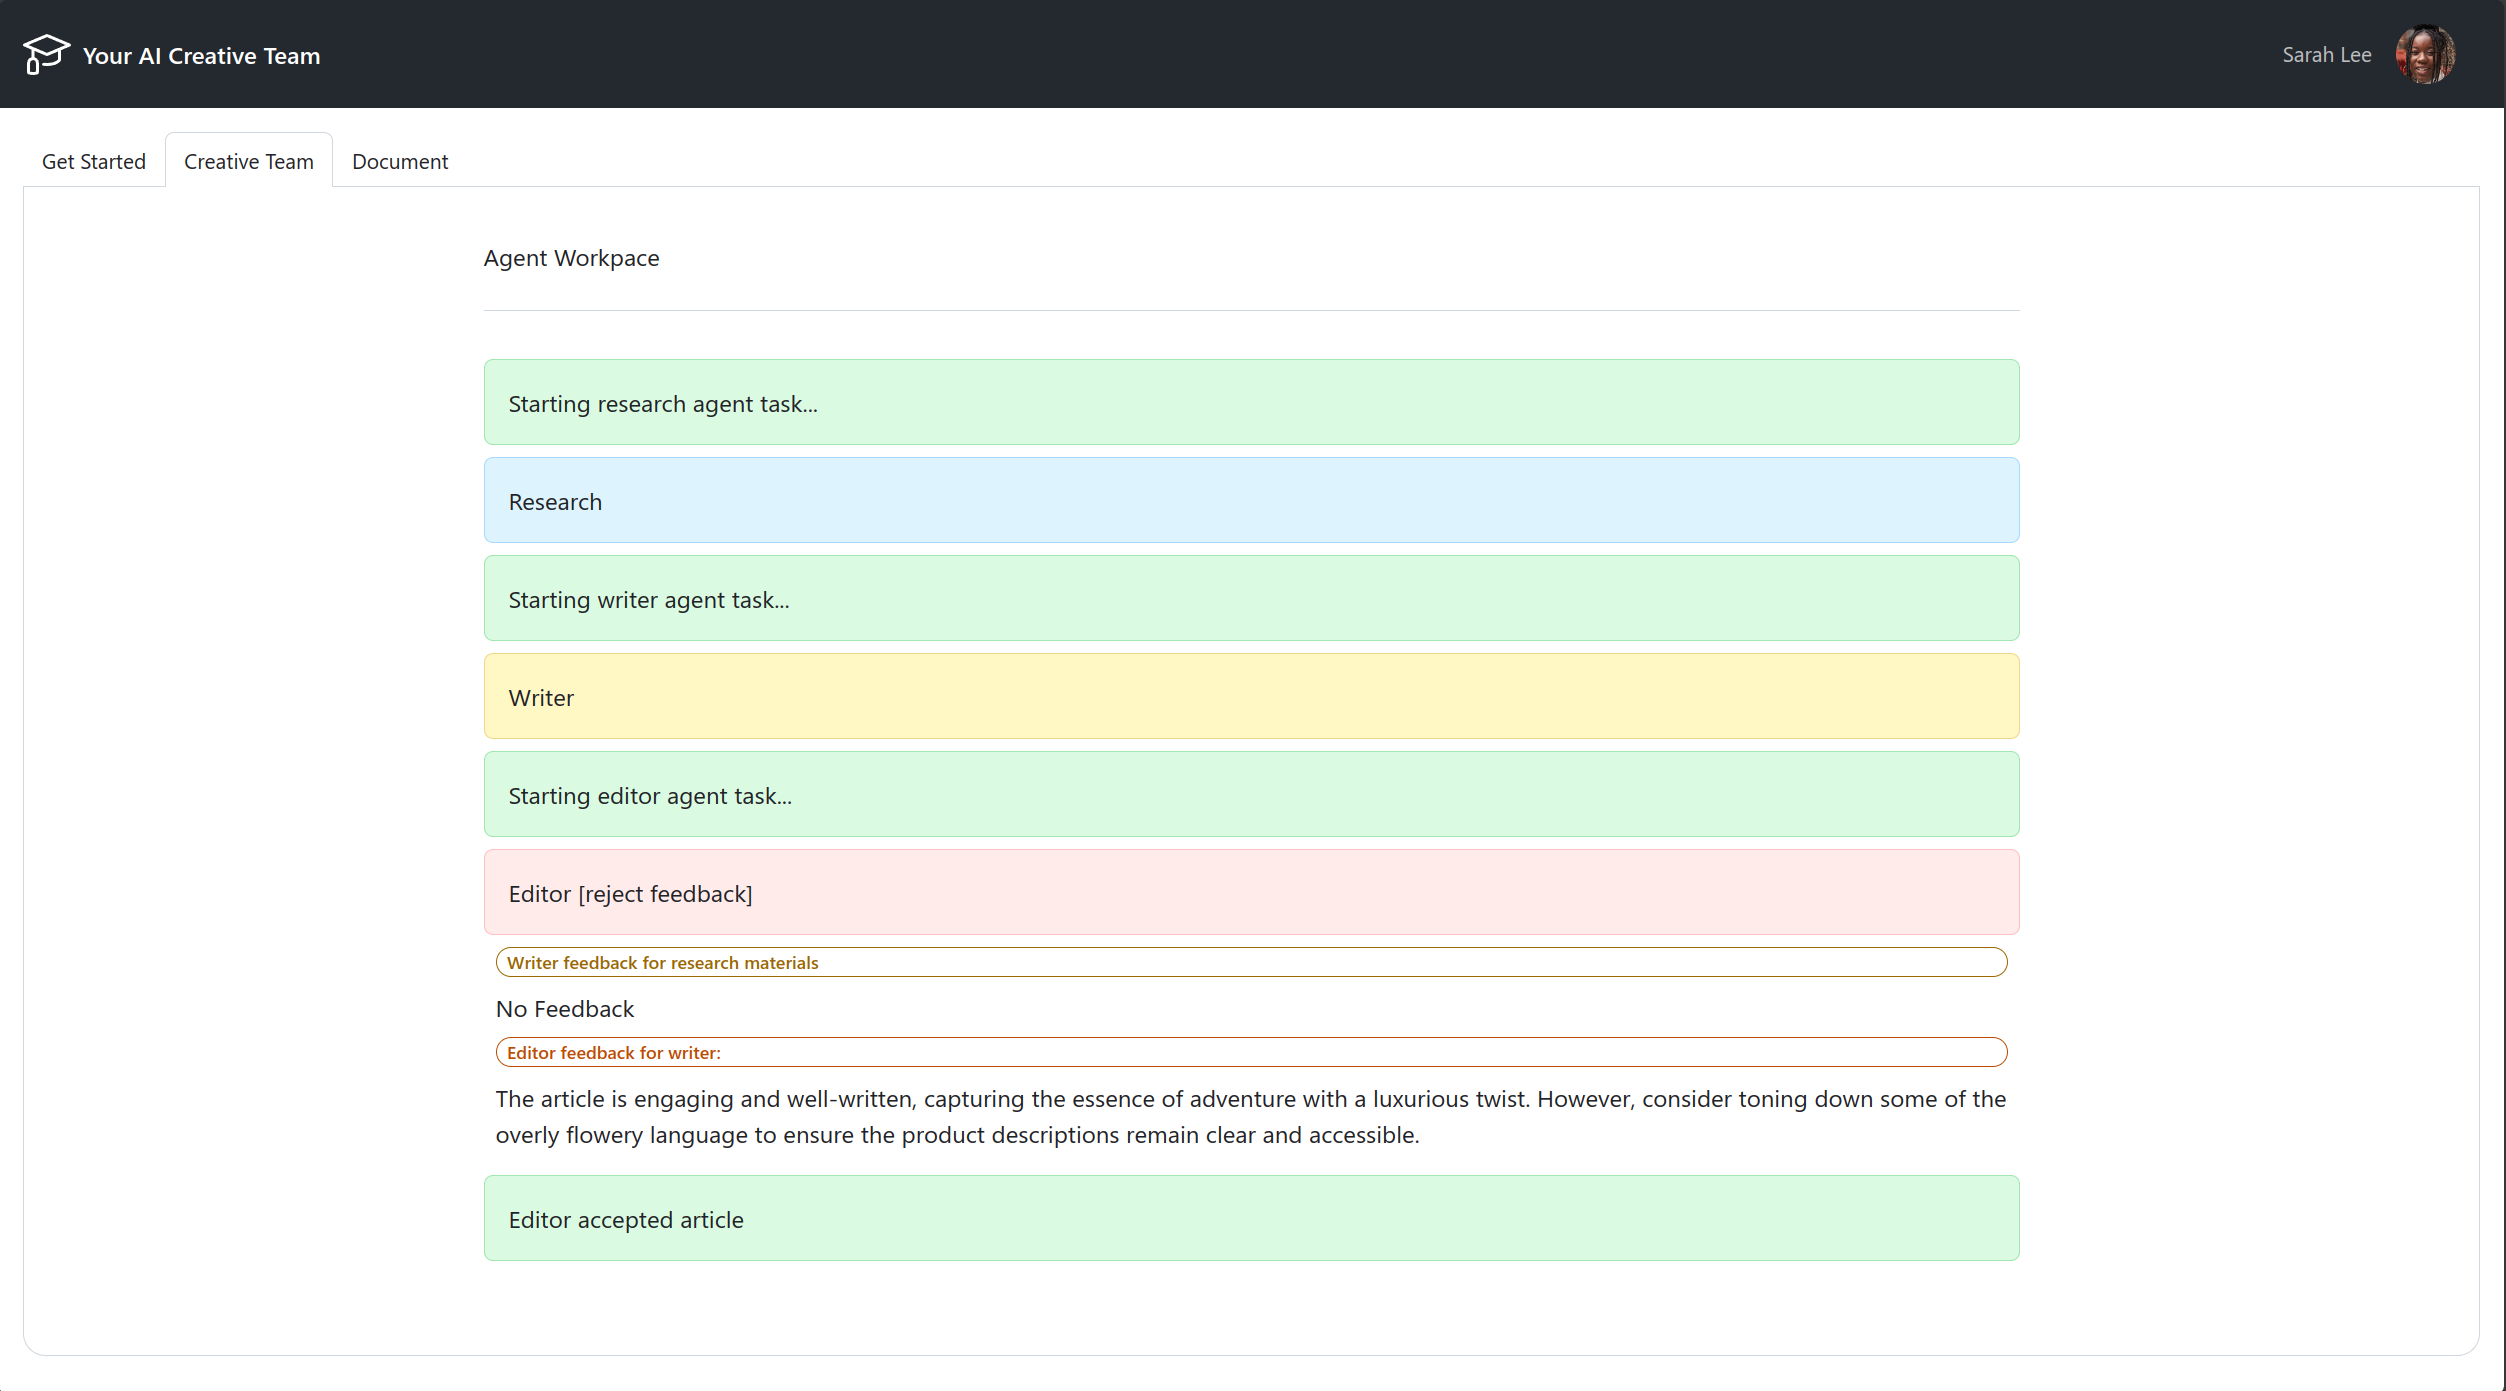 Your AI Creative Team
Sarah Lee
Get Started
Creative Team
Document
Agent Workpace
Starting research agent task...
Research
Starting writer agent task...
Writer
Starting editor agent task...
Editor [reject feedback]
Writer feedback for research materials
No Feedback
Editor feedback for writer:
The article is engaging and well-written, capturing the essence of adventure with a luxurious twist. However, consider toning down some of the
overly flowery language to ensure the product descriptions remain clear and accessible.
Editor accepted article